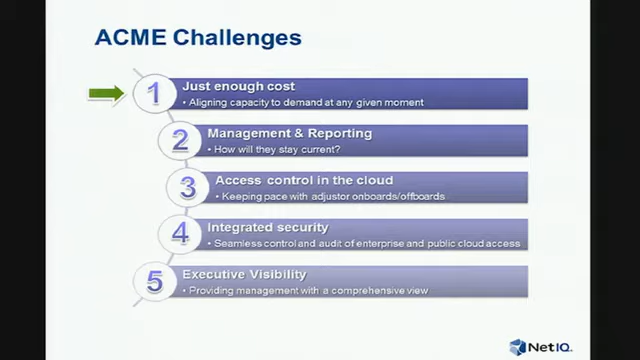 ACME Challenges
1
Just enough cost
Aligning capacity to demand at any given moment
2
Management & Reporting
How will they stay current?
3
Access control in the cloud
Keeping pace with adjustor onboards/offboards
4
Integrated security
Seamless control and audit of enterprise and public cloud access
5
Executive Visibility
Providing management with a comprehensive view
NetIQ.